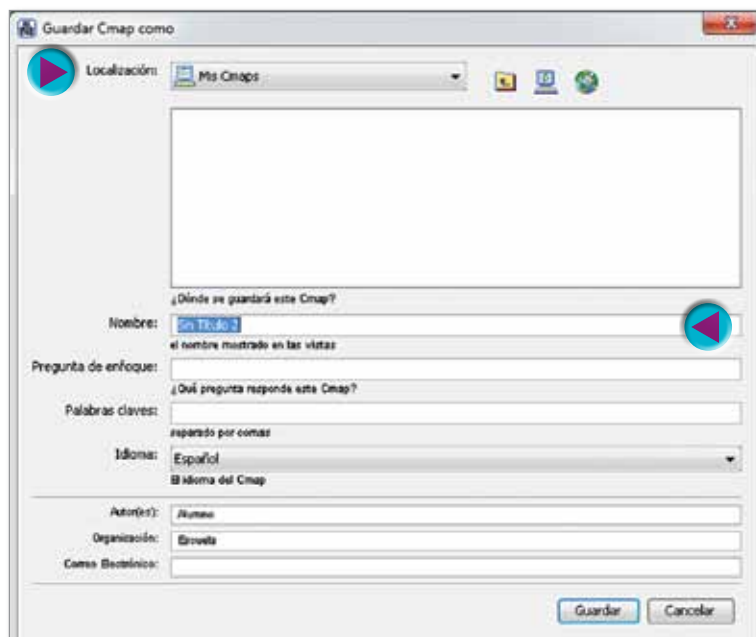 Guardar Cmap como
Localización: Mis Cmaps
¿Dónde se guardará este Cmap?
Nombre: Sin Título 2
el nombre mostrado en las vistas
Pregunta de enfoque:
¿Qué pregunta responde este Cmap?
Palabras claves:
separado por comas
Idioma: Español
El idioma del Cmap
Autor(es): Alumno
Organización: Escuela
Correo Electrónico:
Guardar Cancelar